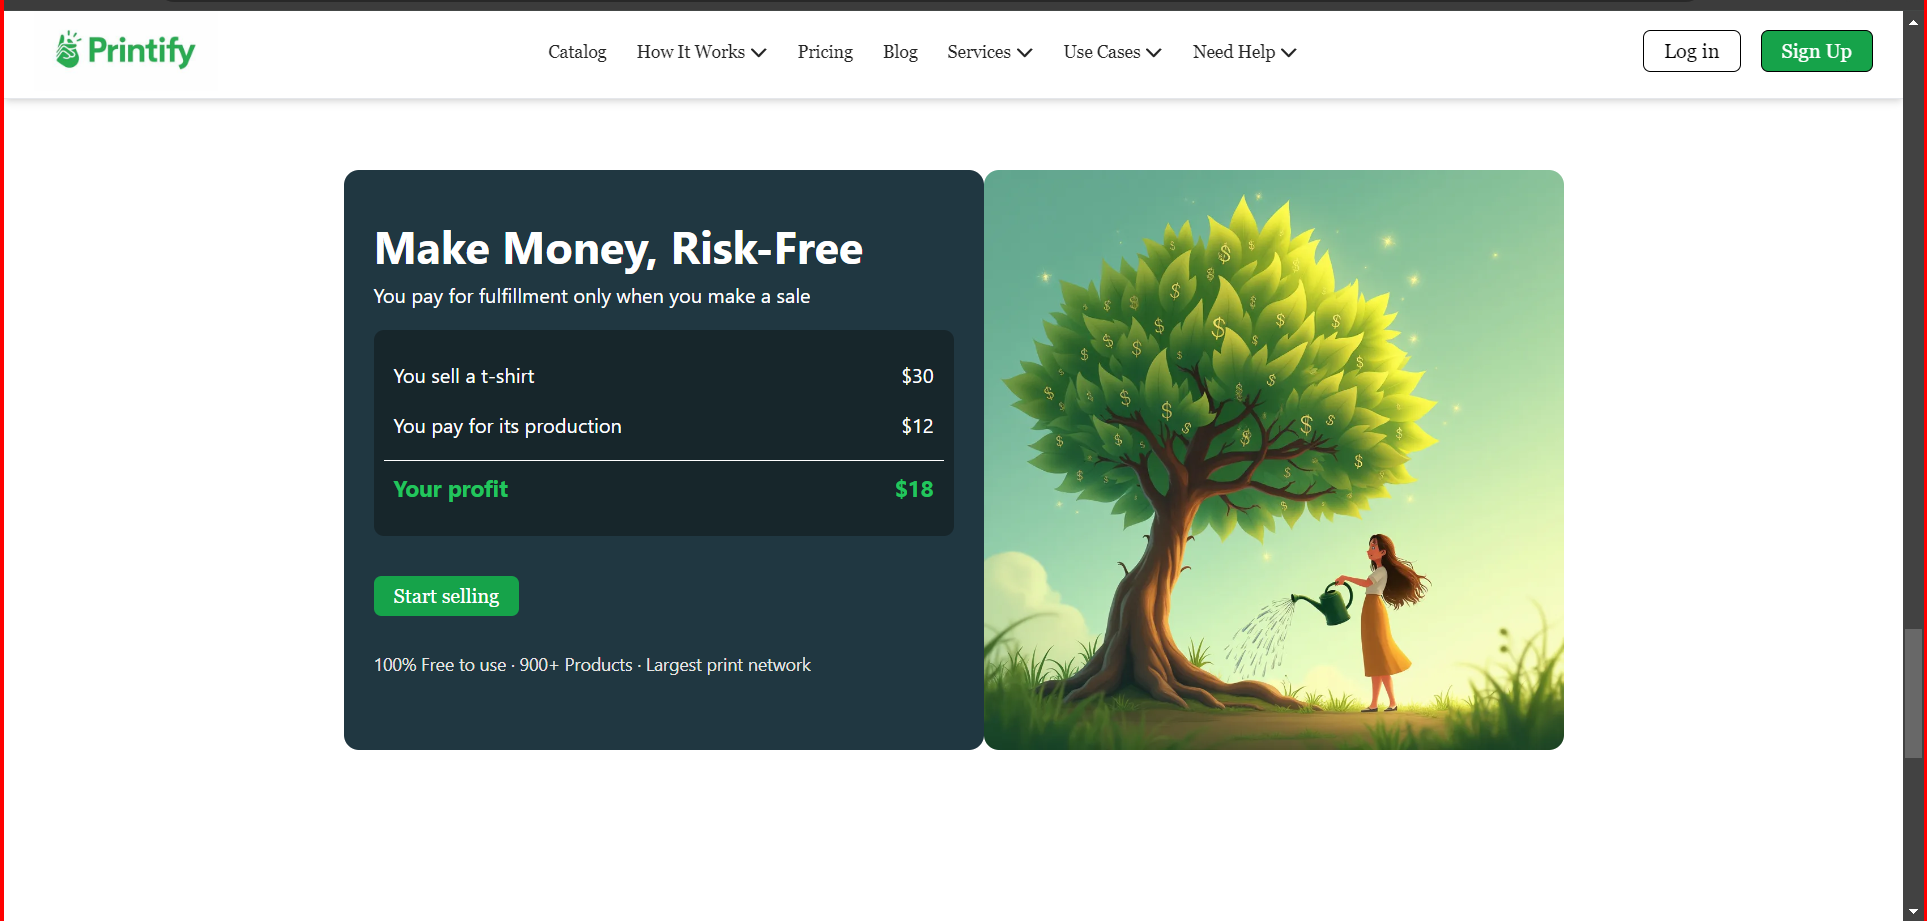 Printify
Catalog How It Works Pricing Blog Services Use Cases Need Help
Log in Sign Up
Make Money, Risk-Free
You pay for fulfillment only when you make a sale
You sell a t-shirt $30
You pay for its production $12
Your profit $18
Start selling
100% Free to use · 900+ Products · Largest print network